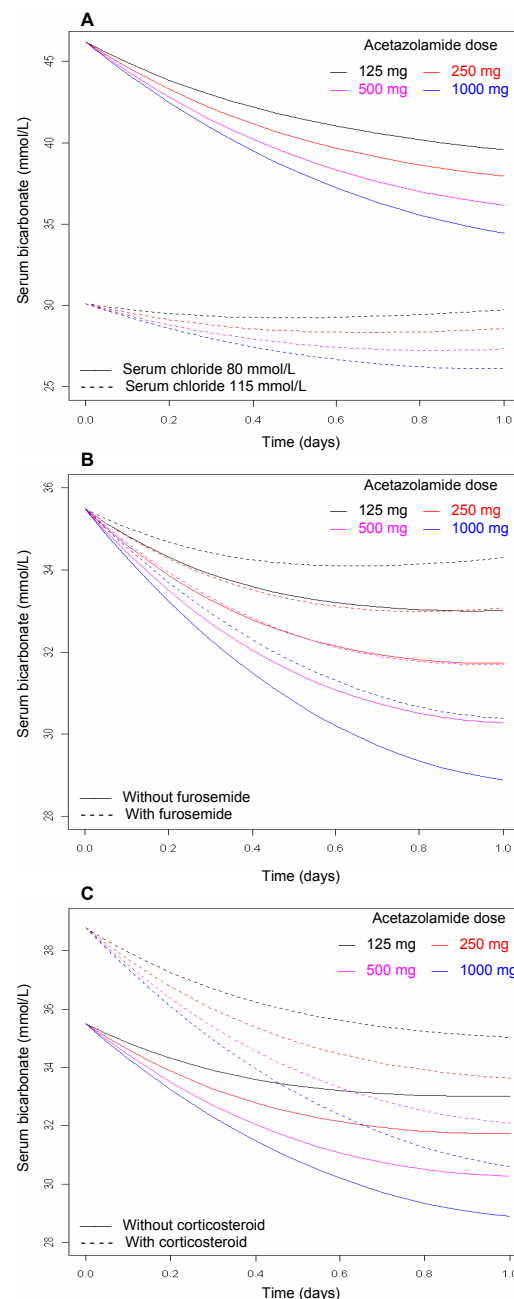 A
Acetazolamide dose
125 mg 250 mg
500 mg 1000 mg
Serum bicarbonate (mmol/L)
45
40
35
30
25
Serum chloride 80 mmol/L
Serum chloride 115 mmol/L
0.0 0.2 0.4 0.6 0.8 1.0
Time (days)
B
Acetazolamide dose
125 mg 250 mg
500 mg 1000 mg
Serum bicarbonate (mmol/L)
36
34
32
30
28
Without furosemide
With furosemide
0.0 0.2 0.4 0.6 0.8 1.0
Time (days)
C
Acetazolamide dose
125 mg 250 mg
500 mg 1000 mg
Serum bicarbonate (mmol/L)
38
36
34
32
30
28
Without corticosteroid
With corticosteroid
0.0 0.2 0.4 0.6 0.8 1.0
Time (days)